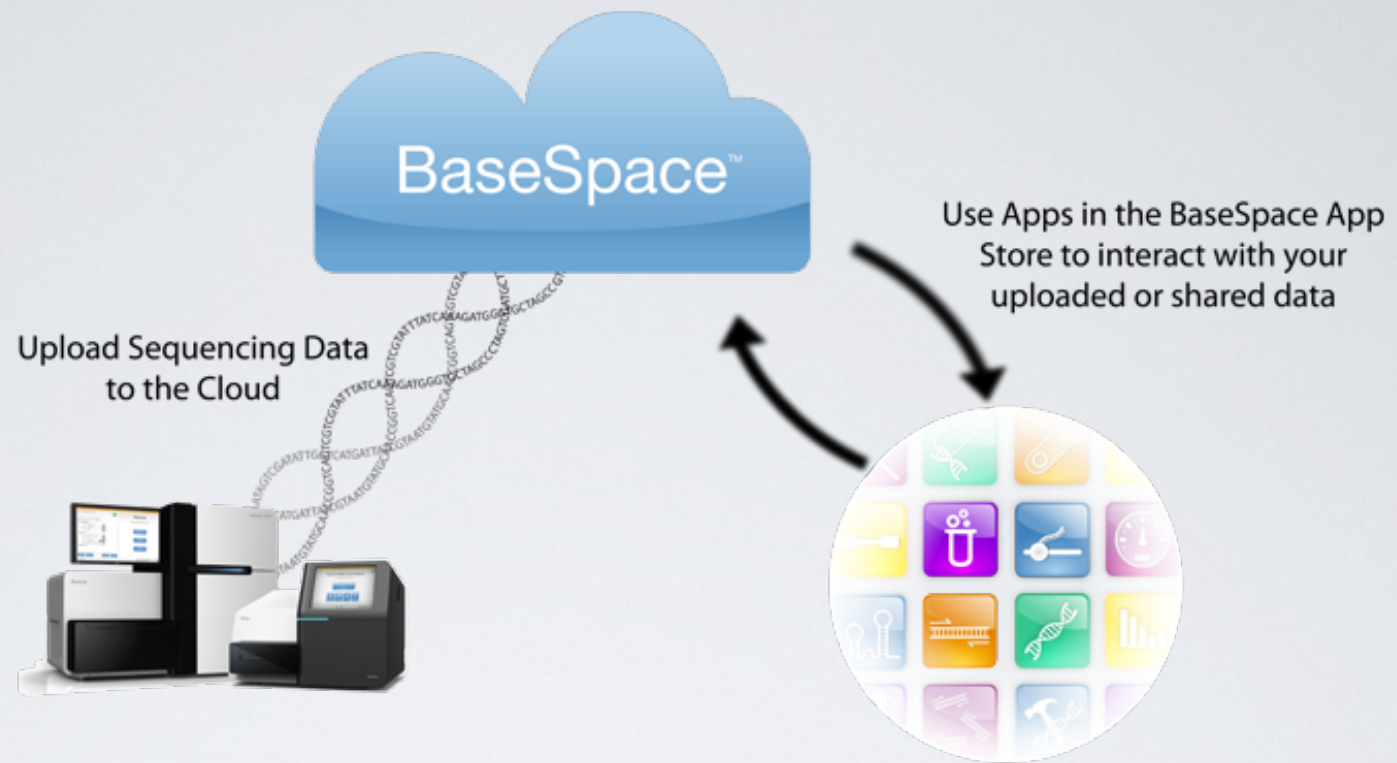 BaseSpace™
Use Apps in the BaseSpace App
Store to interact with your
uploaded or shared data
Upload Sequencing Data
to the Cloud